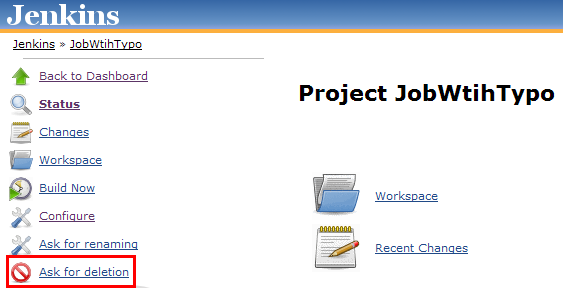 Jenkins
Jenkins » JobWtihTypo
Back to Dashboard
Status
Changes
Workspace
Build Now
Configure
Ask for renaming
Ask for deletion
Project JobWtihTypo
Workspace
Recent Changes